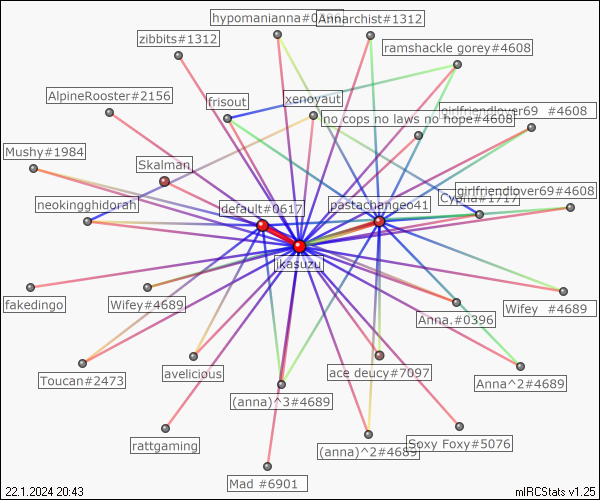 hypomanianna#0
Annarchist#1312
zibbits#1312
ramshackle gorey#4608
AlpineRooster#2156
frisout
xenoyaut
girlfriendlover69 #4608
no cops no laws no hope#4608
Mushy#1984
Skalman
girlfriendlover69#4608
neokingghidorah
default#0617
pastachangeo41
#1717
ikasuzu
fakedingo
Wifey#4689
Anna.#0396
Wifey #4689
Toucan#2473
avelicious
ace deucy#7097
Anna^2#4689
(anna)^3#4689
rattgaming
(anna)^2#4689
Soxy Foxy#5076
Mad #6901
22.1.2024 20:43
mIRCStats v1.25